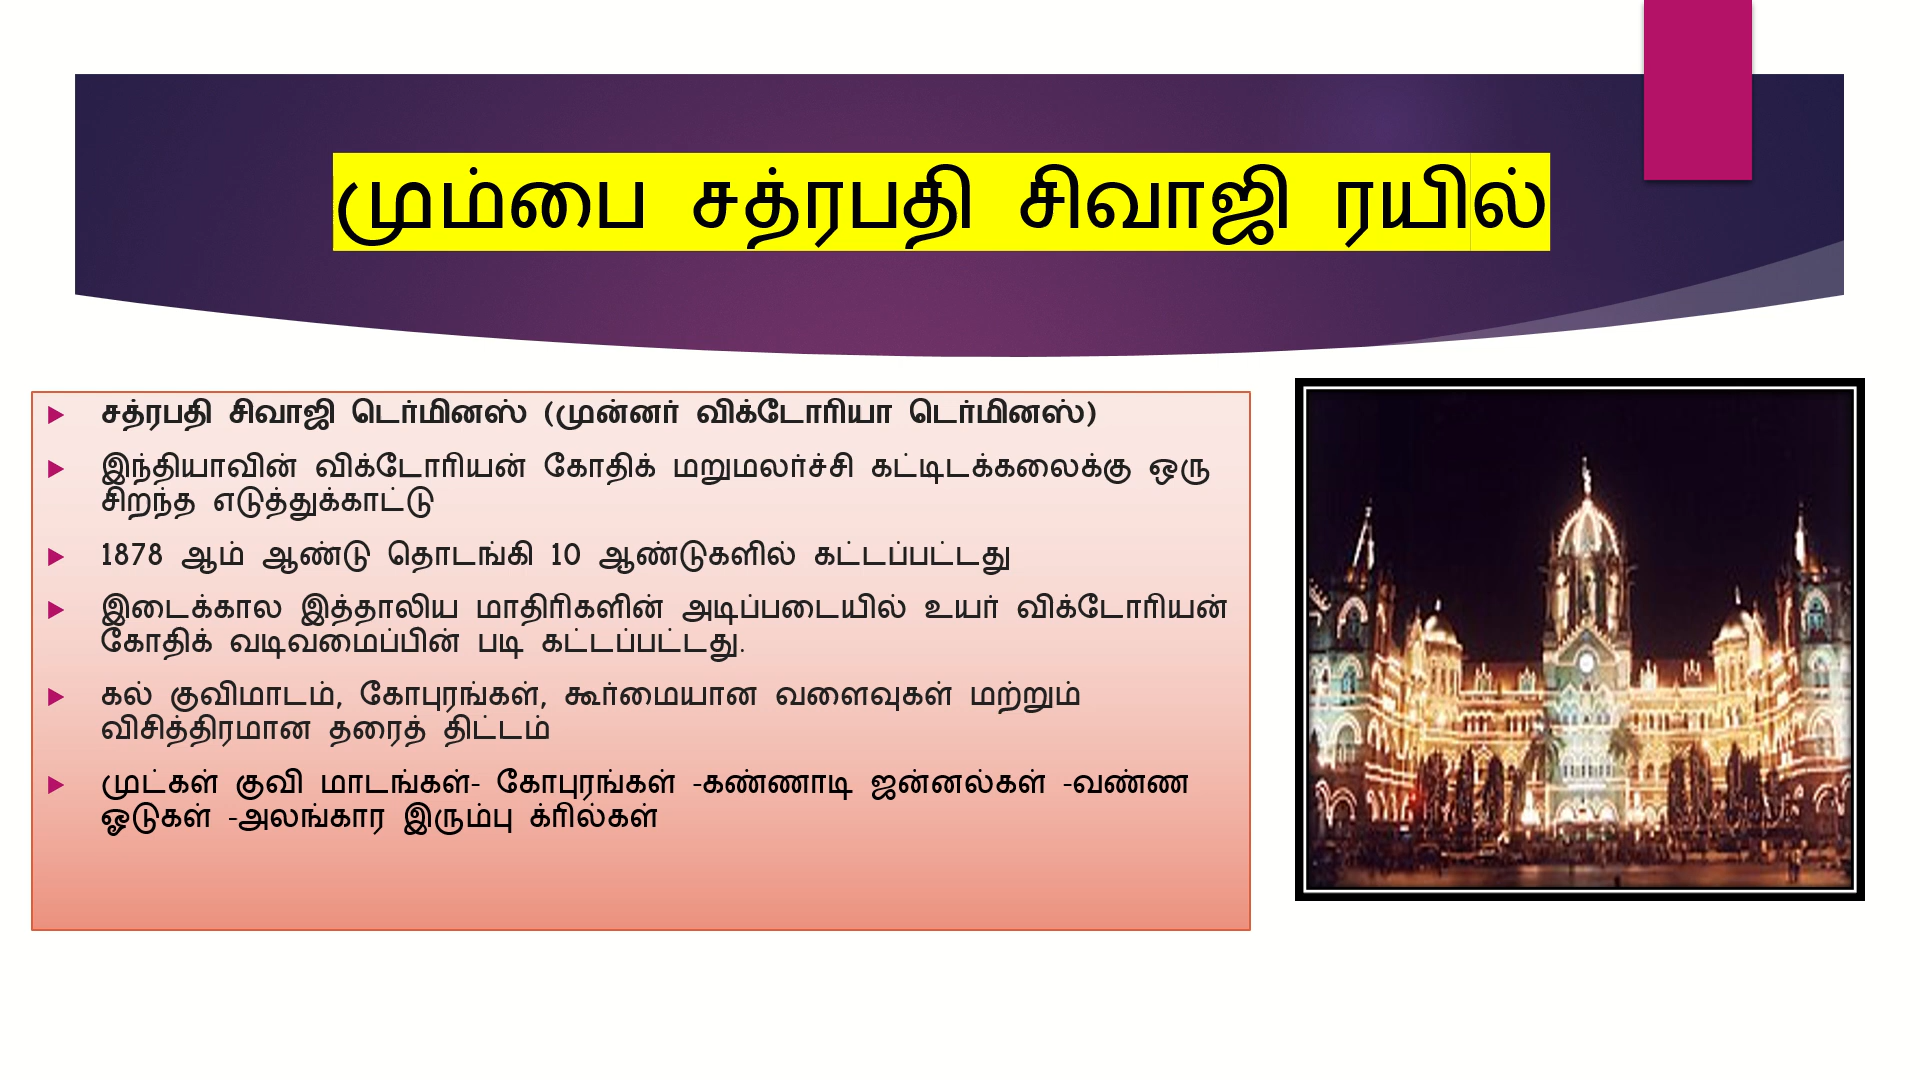 மும்பை சத்ரபதி சிவாஜி ரயில்
சத்ரபதி சிவாஜி டெர்மினஸ் (முன்னர் விக்டோரியா டெர்மினஸ்)
இந்தியாவின் விக்டோரியன் கோதிக் மறுமலர்ச்சி கட்டிடக்கலைக்கு ஒரு
சிறந்த எடுத்துக்காட்டு
1878 ஆம் ஆண்டு தொடங்கி 10 ஆண்டுகளில் கட்டப்பட்டது
இடைக்கால இத்தாலிய மாதிரிகளின் அடிப்படையில் உயர் விக்டோரியன்
கோதிக் வடிவமைப்பின் படி கட்டப்பட்டது.
கல் குவிமாடம், கோபுரங்கள், கூர்மையான வளைவுகள் மற்றும்
விசித்திரமான தரைத் திட்டம்
முட்கள் குவி மாடங்கள்- கோபுரங்கள் -கண்ணாடி ஜன்னல்கள் -வண்ண
ஓடுகள் -அலங்கார இரும்பு க்ரில்கள்